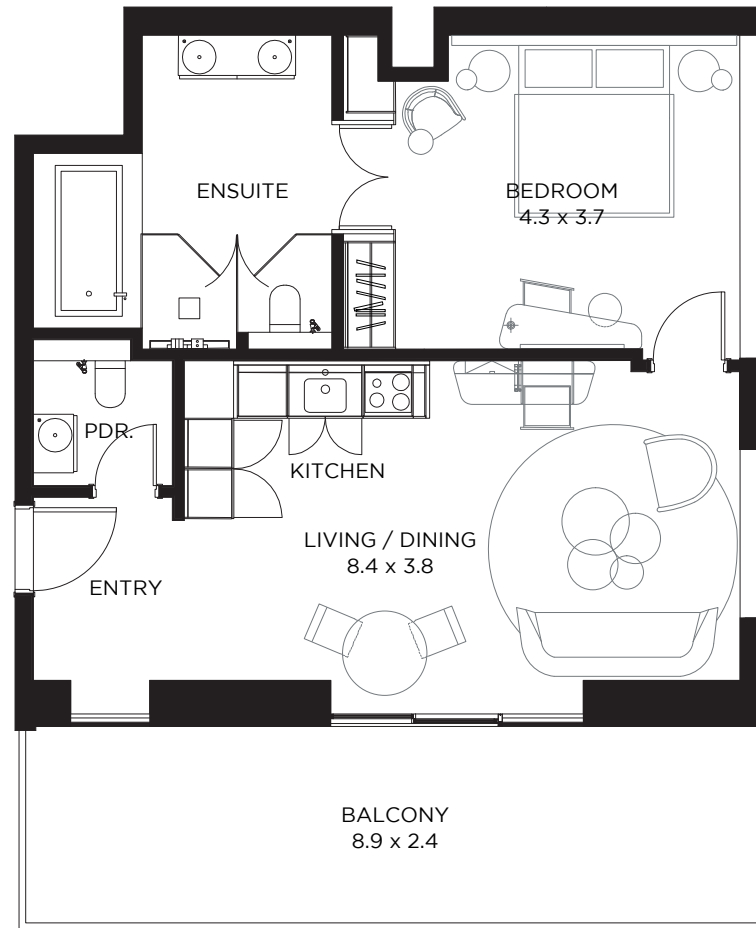 ENSUITE
BEDROOM
4.3 x 3.7
PDR.
KITCHEN
LIVING / DINING
8.4 x 3.8
ENTRY
BALCONY
8.9 x 2.4